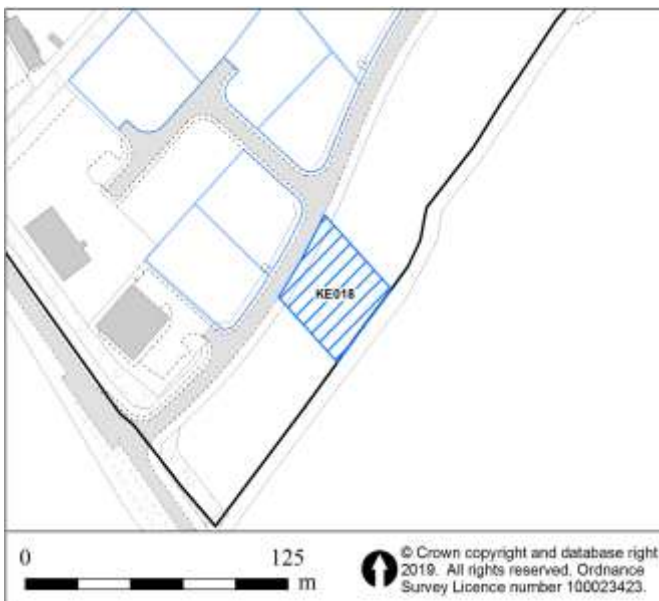 KE018
0 125
m
© Crown copyright and database right
2019. All rights reserved. Ordnance
Survey Licence number 100023423.